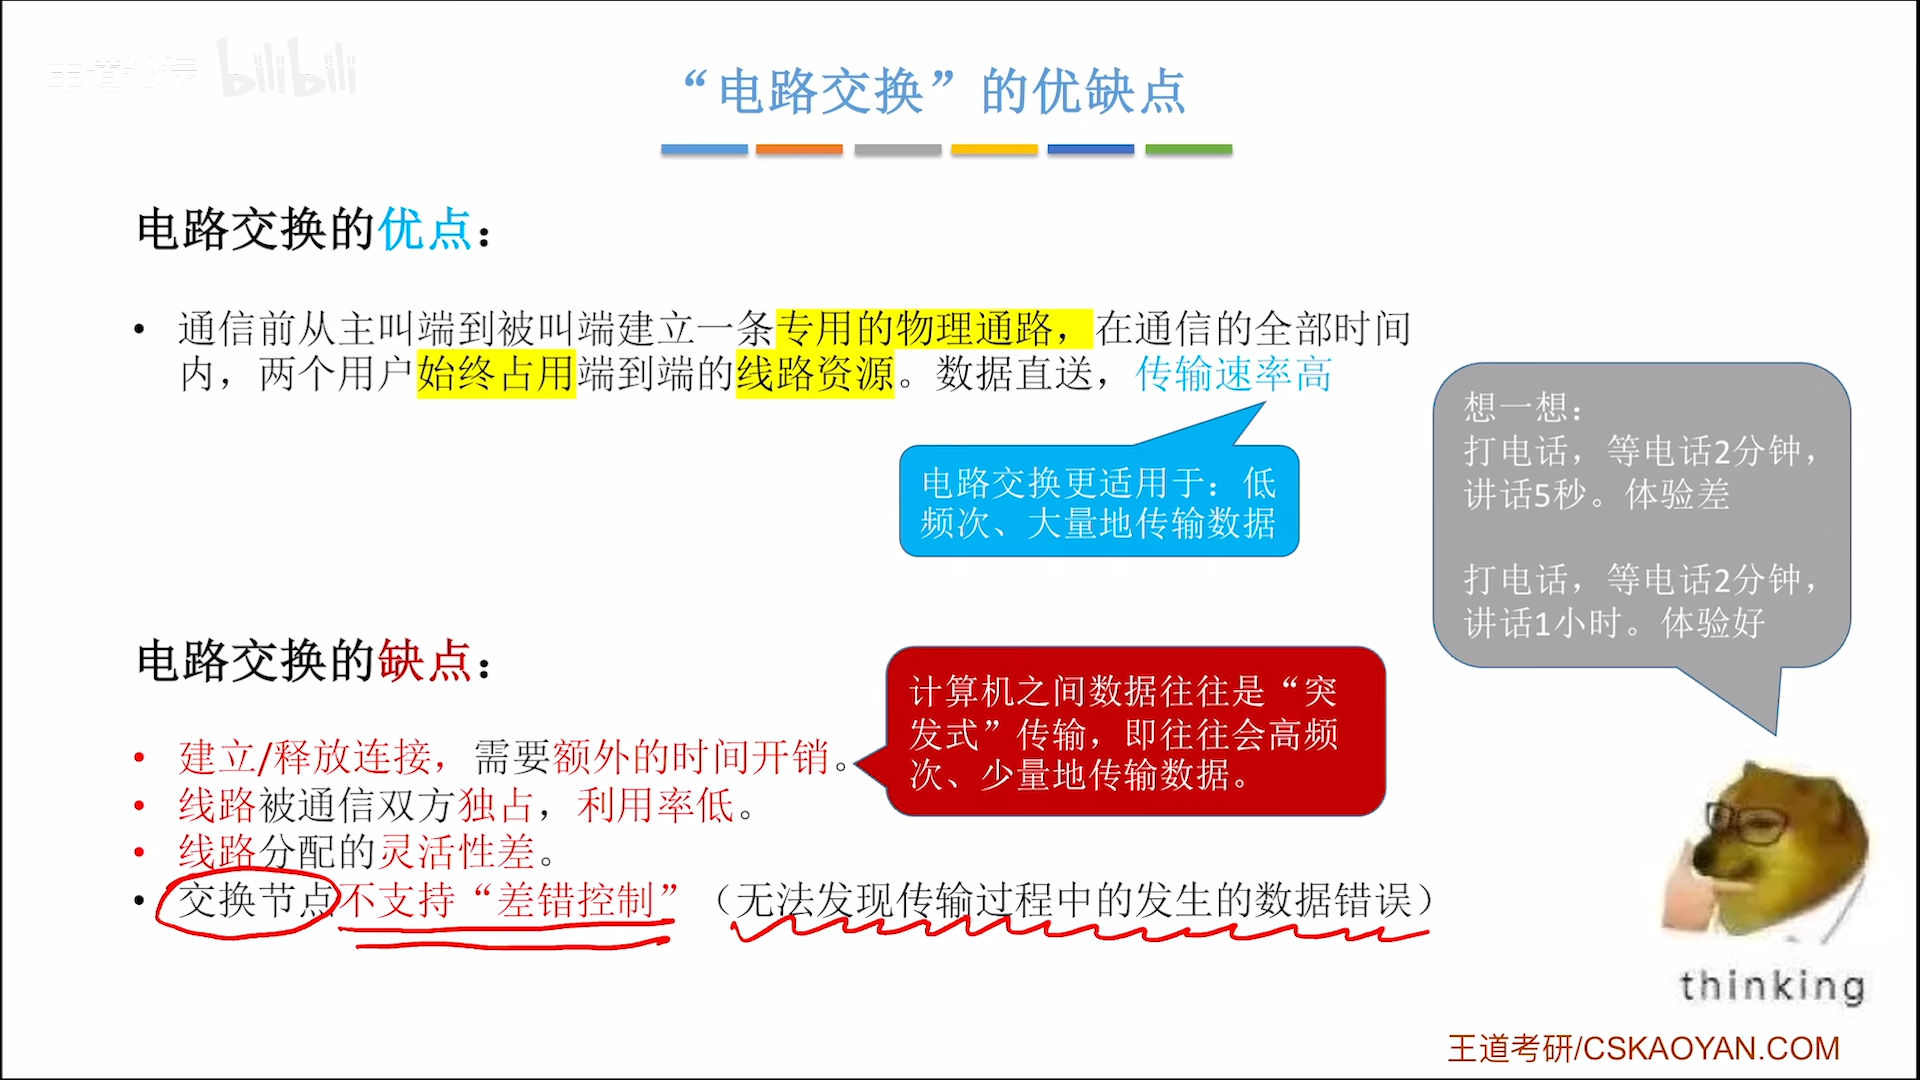 王道论坛 bilibili
“电路交换”的优缺点
电路交换的优点：
• 通信前从主叫端到被叫端建立一条专用的物理通路，在通信的全部时间
内，两个用户始终占用端到端的线路资源。数据直送，传输速率高
电路交换更适用于：低
频次、大量地传输数据
想一想：
打电话，等电话2分钟，
讲话5秒。体验差
打电话，等电话2分钟，
讲话1小时。体验好
电路交换的缺点：
计算机之间数据往往是“突
发式”传输，即往往会高频
次、少量地传输数据。
• 建立/释放连接，需要额外的时间开销。
• 线路被通信双方独占，利用率低。
• 线路分配的灵活性差。
• 交换节点不支持“差错控制”（无法发现传输过程中的发生的数据错误）
thinking
王道考研/CSKAOYAN.COM